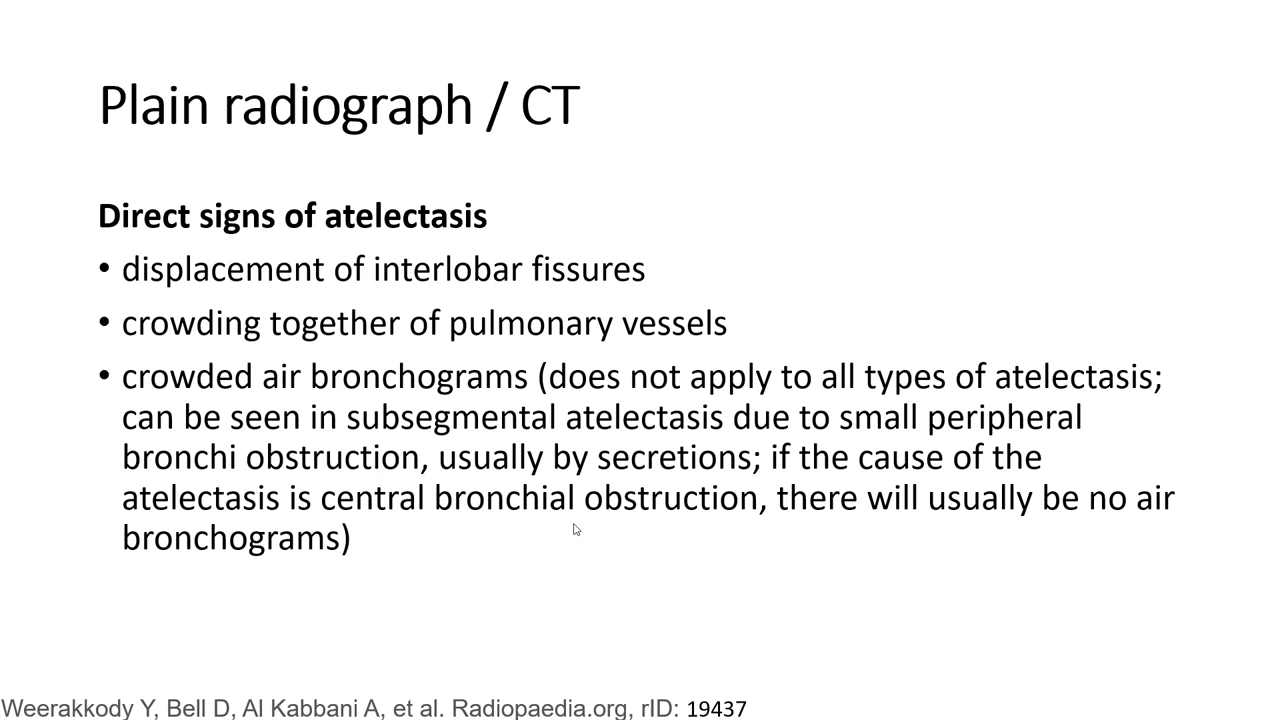 Plain radiograph / CT
Direct signs of atelectasis
• displacement of interlobar fissures
• crowding together of pulmonary vessels
• crowded air bronchograms (does not apply to all types of atelectasis;
can be seen in subsegmental atelectasis due to small peripheral
bronchi obstruction, usually by secretions; if the cause of the
atelectasis is central bronchial obstruction, there will usually be no air
bronchograms)
Weerakkody Y, Bell D, Al Kabbani A, et al. Radiopaedia.org, rID: 19437